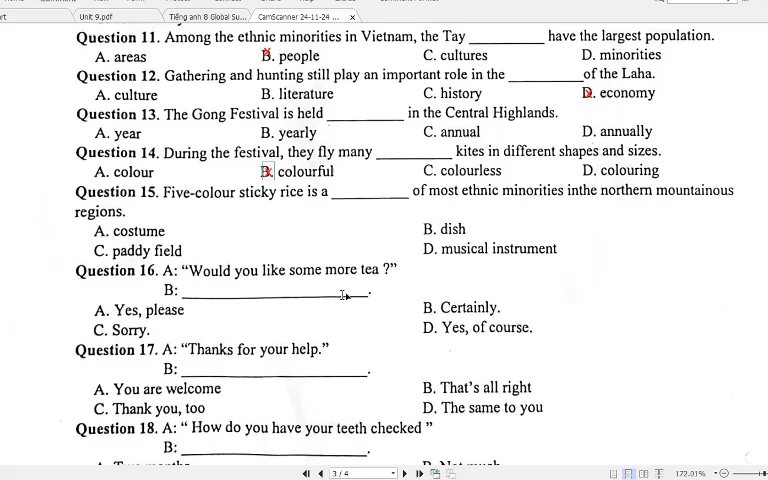 Unit 9.pdf Tiếng anh 8 Global Su... CamScanner 24-11-24 ...
Question 11. Among the ethnic minorities in Vietnam, the Tay __________ have the largest population.
A. areas B. people C. cultures D. minorities
Question 12. Gathering and hunting still play an important role in the __________of the Laha.
A. culture B. literature C. history D. economy
Question 13. The Gong Festival is held __________ in the Central Highlands.
A. year B. yearly C. annual D. annually
Question 14. During the festival, they fly many __________ kites in different shapes and sizes.
A. colour B. colourful C. colourless D. colouring
Question 15. Five-colour sticky rice is a __________ of most ethnic minorities inthe northern mountainous
regions.
A. costume B. dish
C. paddy field D. musical instrument
Question 16. A: “Would you like some more tea ?”
B: _________________________.
A. Yes, please B. Certainly.
C. Sorry. D. Yes, of course.
Question 17. A: “Thanks for your help.”
B: _________________________.
A. You are welcome B. That’s all right
C. Thank you, too D. The same to you
Question 18. A: “ How do you have your teeth checked ”
B: _________________________.
3 / 4 172.01%